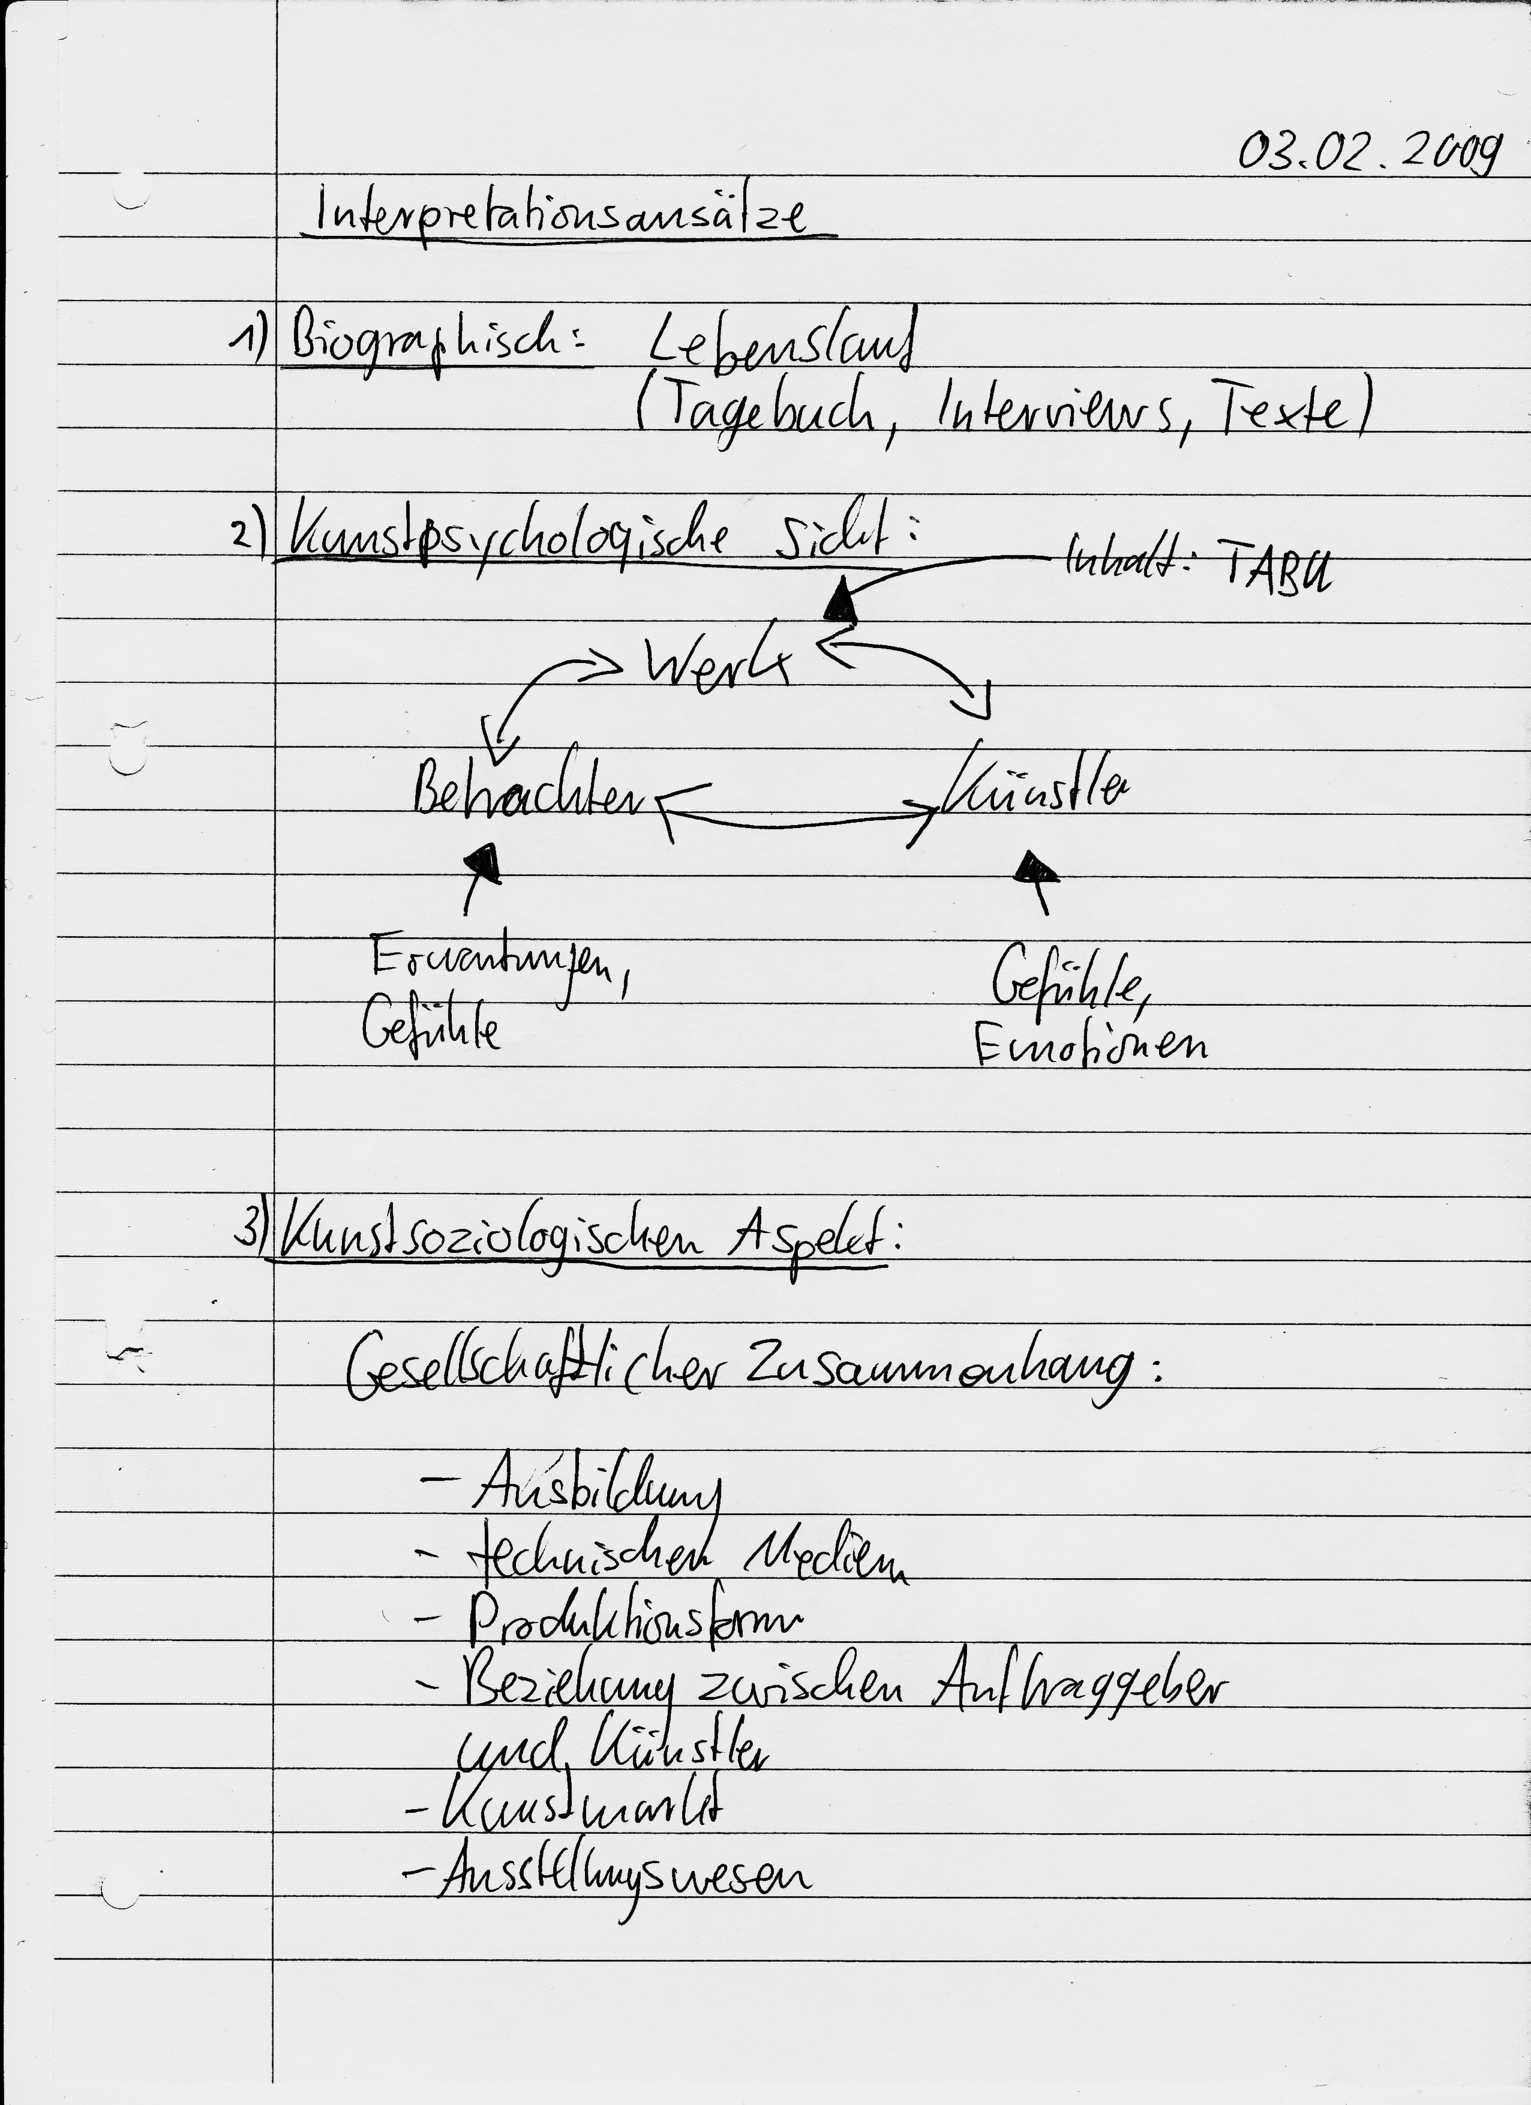 03.02.2009
Interpretationsansätze
1) Biographisch: Lebenslauf
(Tagebuch, Interviews, Texte)
2) Kunstpsychologische Sicht:
Inhalt: TABU
Werk
Betrachter Künstler
Erwartungen,
Gefühle
Gefühle,
Emotionen
3) Kunstsoziologischen Aspekt:
Gesellschaftlicher Zusammenhang:
- Ausbildung
- technischen Medien
- Produktionsform
- Beziehung zwischen Auftraggeber
und Künstler
- Kunstmarkt
- Ausstellungswesen